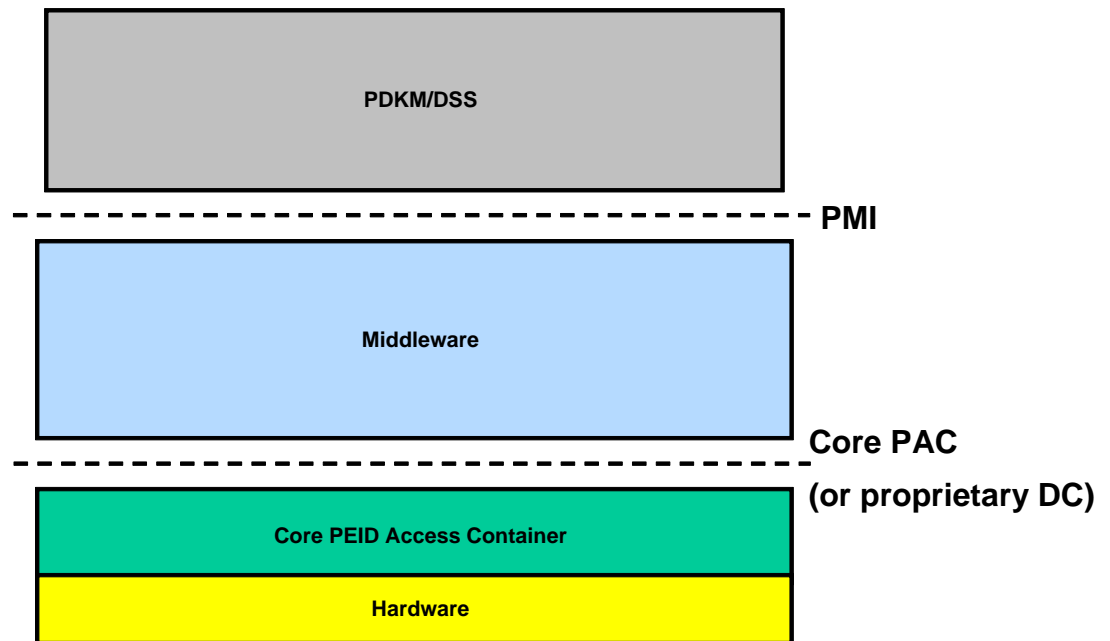 PDKM/DSS
PMI
Middleware
Core PAC
(or proprietary DC)
Core PEID Access Container
Hardware